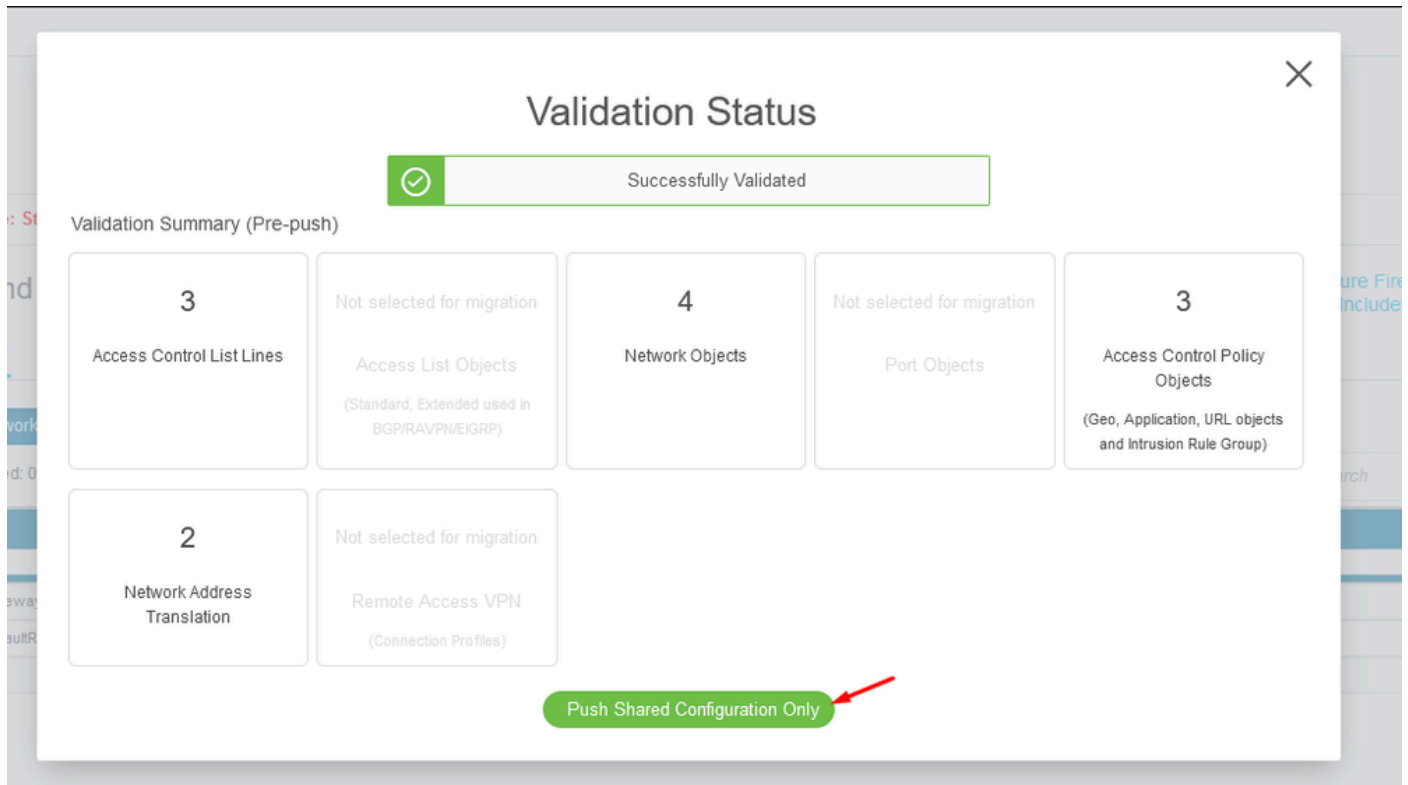 Validation Status
Successfully Validated
Validation Summary (Pre-push)
3
Access Control List Lines
Not selected for migration
Access List Objects
(Standard, Extended used in
BGP/RAVPN/EIGRP)
4
Network Objects
Not selected for migration
Port Objects
3
Access Control Policy
Objects
(Geo, Application, URL objects
and Intrusion Rule Group)
2
Network Address
Translation
Not selected for migration
Remote Access VPN
(Connection Profiles)
Push Shared Configuration Only